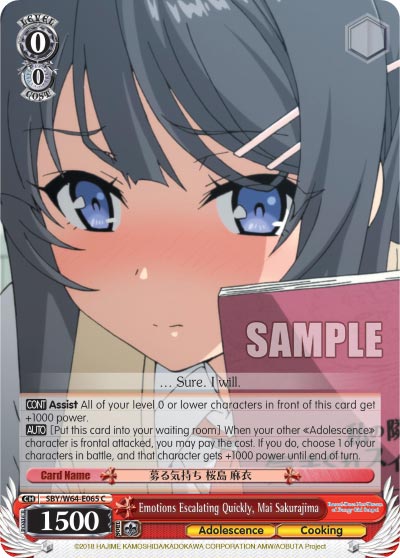 LEVEL
0
0
COST
SAMPLE
… Sure. I will.
CONT Assist All of your level 0 or lower characters in front of this card get
+1000 power.
AUTO [Put this card into your waiting room] When your other «Adolescence»
character is frontal attacked, you may pay the cost. If you do, choose 1 of your
characters in battle, and that character gets +1000 power until end of turn.
Card Name
募る気持ち 桜島 麻衣
CH
SBY/W64-E065 C
1500
Emotions Escalating Quickly, Mai Sakurajima
Adolescence
Cooking
©2018 HAJIME KAMOSHIDA/KADOKAWA CORPORATION AMW/AOBUTA Project